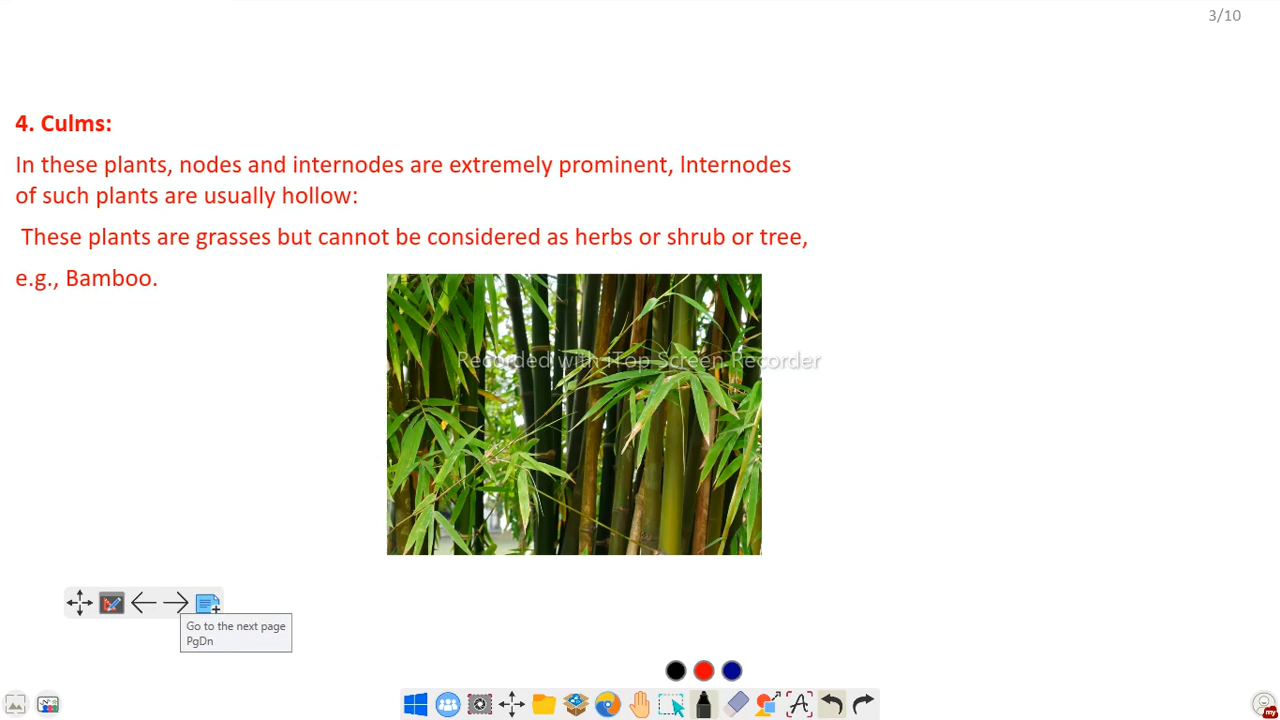 3/10
4. Culms:
In these plants, nodes and internodes are extremely prominent, lnternodes
of such plants are usually hollow:
These plants are grasses but cannot be considered as herbs or shrub or tree,
e.g., Bamboo.
Recorded with iTop Screen Recorder
Go to the next page
PgDn
my